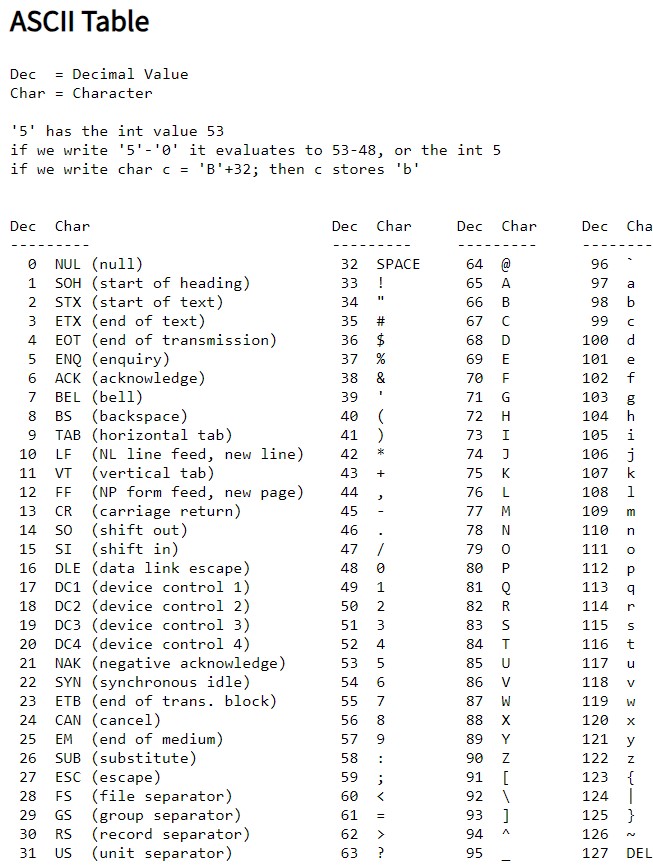 ASCII Table
Dec  = Decimal Value
Char = Character
'5' has the int value 53
if we write '5'-'0' it evaluates to 53-48, or the int 5
if we write char c = 'B'+32; then c stores 'b'
Dec  Char                           Dec  Char     Dec  Char     Dec  Cha
---------                           ---------     ---------     ---------
  0  NUL (null)                      32  SPACE     64  @         96  `
  1  SOH (start of heading)          33  !         65  A         97  a
  2  STX (start of text)             34  "         66  B         98  b
  3  ETX (end of text)               35  #         67  C         99  c
  4  EOT (end of transmission)       36  $         68  D        100  d
  5  ENQ (enquiry)                   37  %         69  E        101  e
  6  ACK (acknowledge)               38  &         70  F        102  f
  7  BEL (bell)                      39  '         71  G        103  g
  8  BS  (backspace)                 40  (         72  H        104  h
  9  TAB (horizontal tab)            41  )         73  I        105  i
 10  LF  (NL line feed, new line)    42  *         74  J        106  j
 11  VT  (vertical tab)              43  +         75  K        107  k
 12  FF  (NP form feed, new page)    44  ,         76  L        108  l
 13  CR  (carriage return)           45  -         77  M        109  m
 14  SO  (shift out)                 46  .         78  N        110  n
 15  SI  (shift in)                  47  /         79  O        111  o
 16  DLE (data link escape)          48  0         80  P        112  p
 17  DC1 (device control 1)          49  1         81  Q        113  q
 18  DC2 (device control 2)          50  2         82  R        114  r
 19  DC3 (device control 3)          51  3         83  S        115  s
 20  DC4 (device control 4)          52  4         84  T        116  t
 21  NAK (negative acknowledge)      53  5         85  U        117  u
 22  SYN (synchronous idle)          54  6         86  V        118  v
 23  ETB (end of trans. block)       55  7         87  W        119  w
 24  CAN (cancel)                    56  8         88  X        120  x
 25  EM  (end of medium)             57  9         89  Y        121  y
 26  SUB (substitute)                58  :         90  Z        122  z
 27  ESC (escape)                    59  ;         91  [        123  {
 28  FS  (file separator)            60  <         92  \        124  |
 29  GS  (group separator)           61  =         93  ]        125  }
 30  RS  (record separator)          62  >         94  ^        126  ~
 31  US  (unit separator)            63  ?         95  _        127  DEL